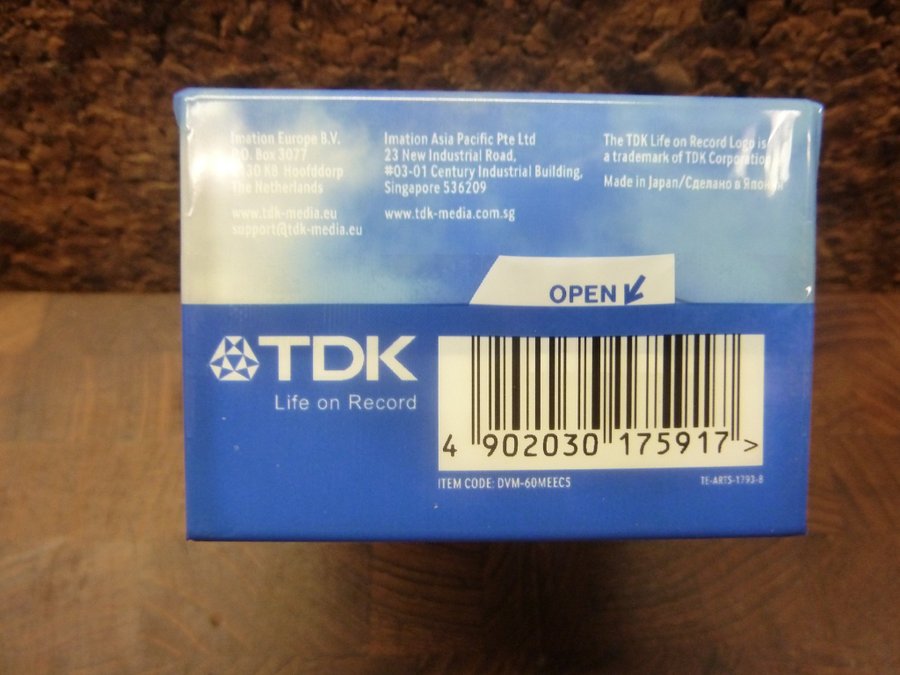 Imation Europe B.V.
P.O. Box 3077
2130 KB Hoofddorp
The Netherlands
www.tdk-media.eu
support@tdk-media.eu
Imation Asia Pacific Pte Ltd
23 New Industrial Road,
#03-01 Century Industrial Building,
Singapore 536209
www.tdk-media.com.sg
The TDK Life on Record Logo is
a trademark of TDK Corporation
Made in Japan/Сделано в Японии
OPEN
TDK
Life on Record
4 902030 175917 >
ITEM CODE: DVM-60MEEC5
TE-ARTS-1793-B